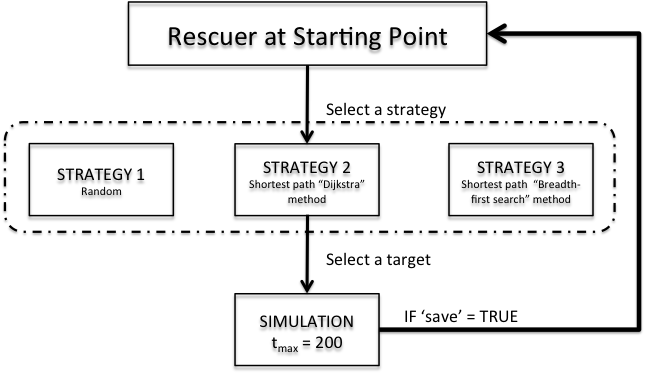 Rescuer at Starting Point
Select a strategy
STRATEGY 1
Random
STRATEGY 2
Shortest path “Dijkstra”
method
STRATEGY 3
Shortest path “Breadth-
first search” method
Select a target
SIMULATION
tmax = 200
IF ‘save’ = TRUE